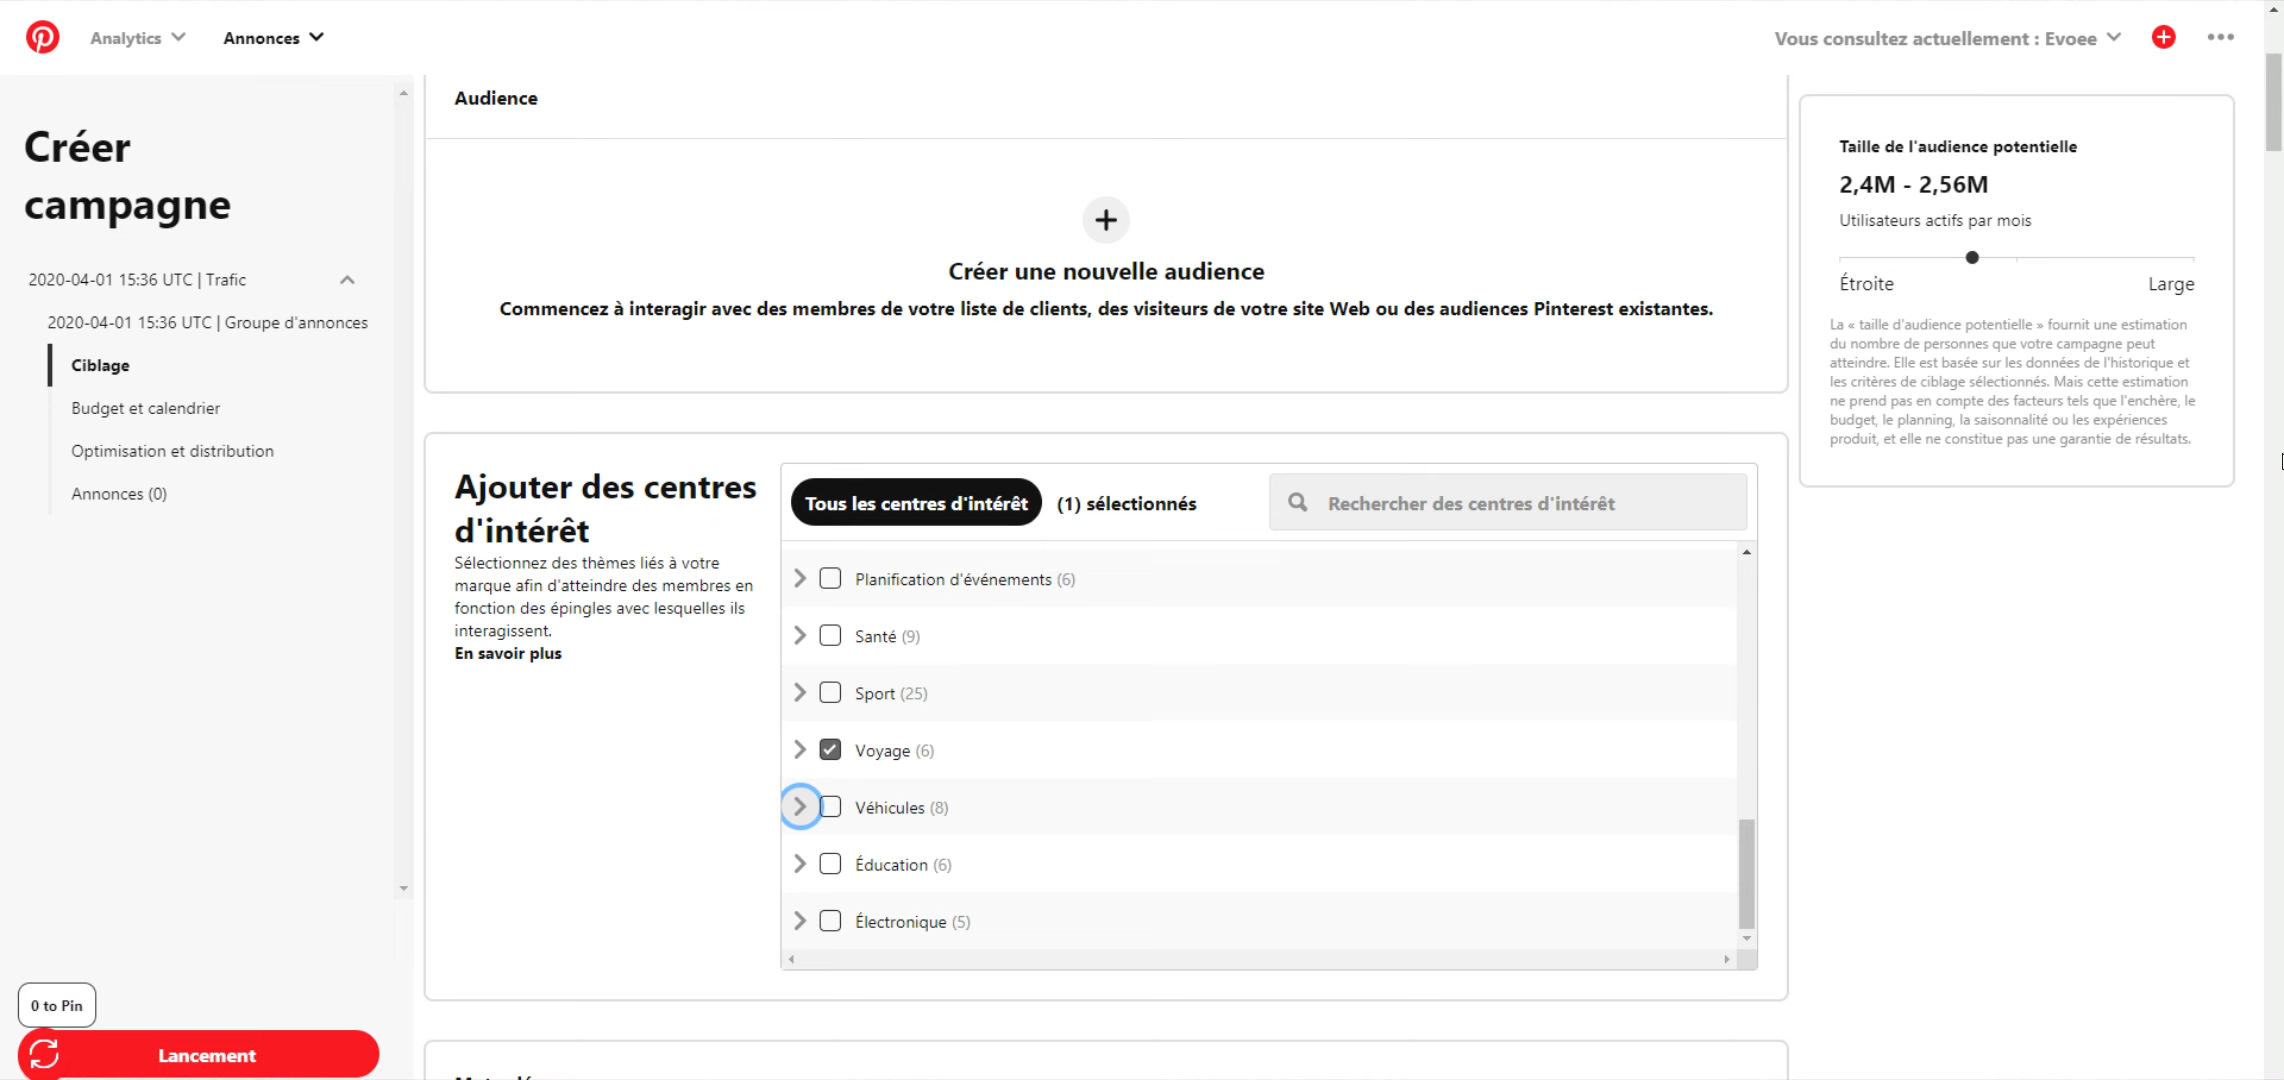 Analytics
Annonces
Vous consultez actuellement : Evoee
Créer
campagne
2020-04-01 15:36 UTC | Trafic
2020-04-01 15:36 UTC | Groupe d'annonces
Ciblage
Budget et calendrier
Optimisation et distribution
Annonces (0)
0 to Pin
Lancement
Audience
Créer une nouvelle audience
Commencez à interagir avec des membres de votre liste de clients, des visiteurs de votre site Web ou des audiences Pinterest existantes.
Ajouter des centres
d'intérêt
Sélectionnez des thèmes liés à votre
marque afin d'atteindre des membres en
fonction des épingles avec lesquelles ils
interagissent.
En savoir plus
Tous les centres d'intérêt
(1) sélectionnés
Rechercher des centres d'intérêt
Planification d'événements (6)
Santé (9)
Sport (25)
Voyage (6)
Véhicules (8)
Éducation (6)
Électronique (5)
Taille de l'audience potentielle
2,4M - 2,56M
Utilisateurs actifs par mois
Étroite
Large
La « taille d'audience potentielle » fournit une estimation
du nombre de personnes que votre campagne peut
atteindre. Elle est basée sur les données de l'historique et
les critères de ciblage sélectionnés. Mais cette estimation
ne prend pas en compte des facteurs tels que l'enchère, le
budget, le planning, la saisonnalité ou les expériences
produit, et elle ne constitue pas une garantie de résultats.